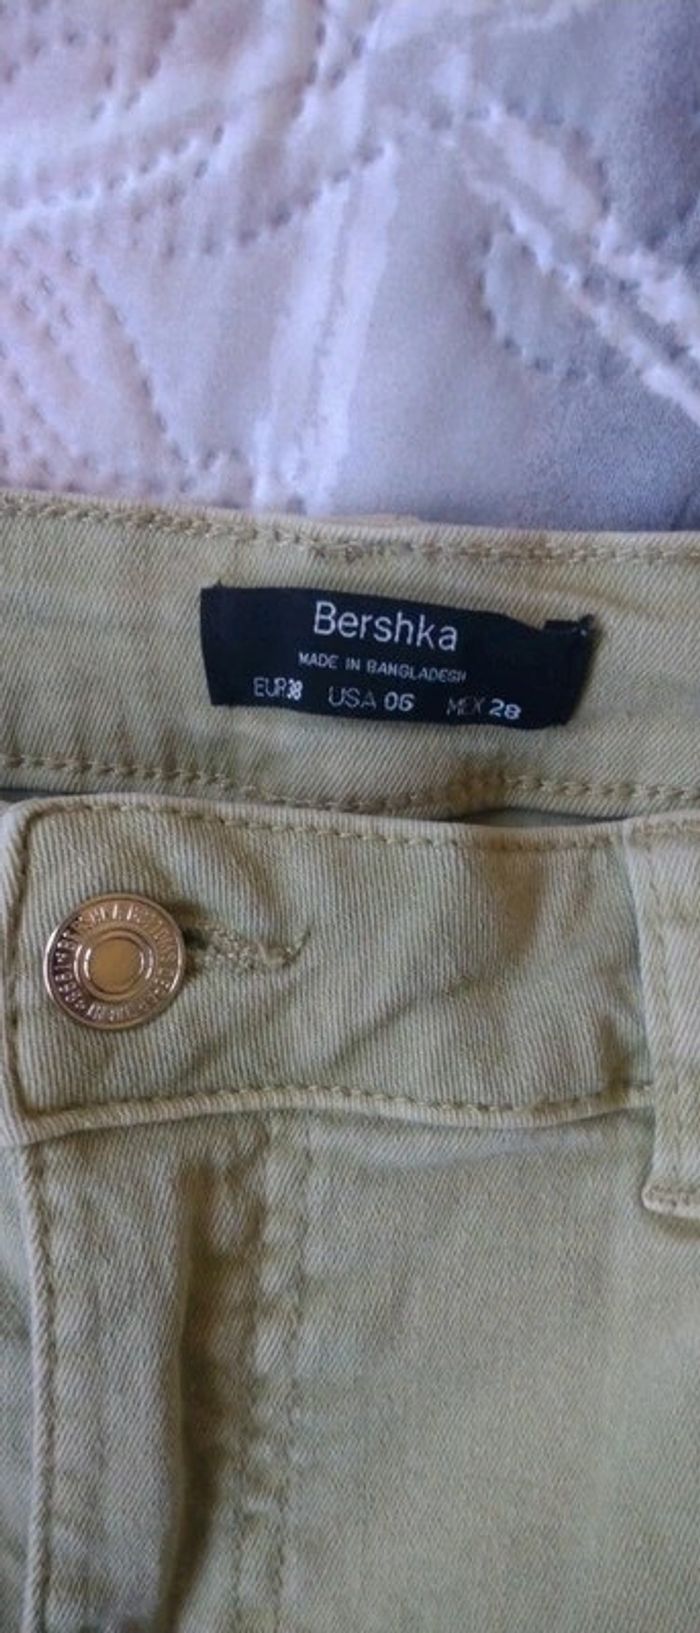 Bershka
MADE IN BANGLADESH
EUR 38 USA 06 MEX 28